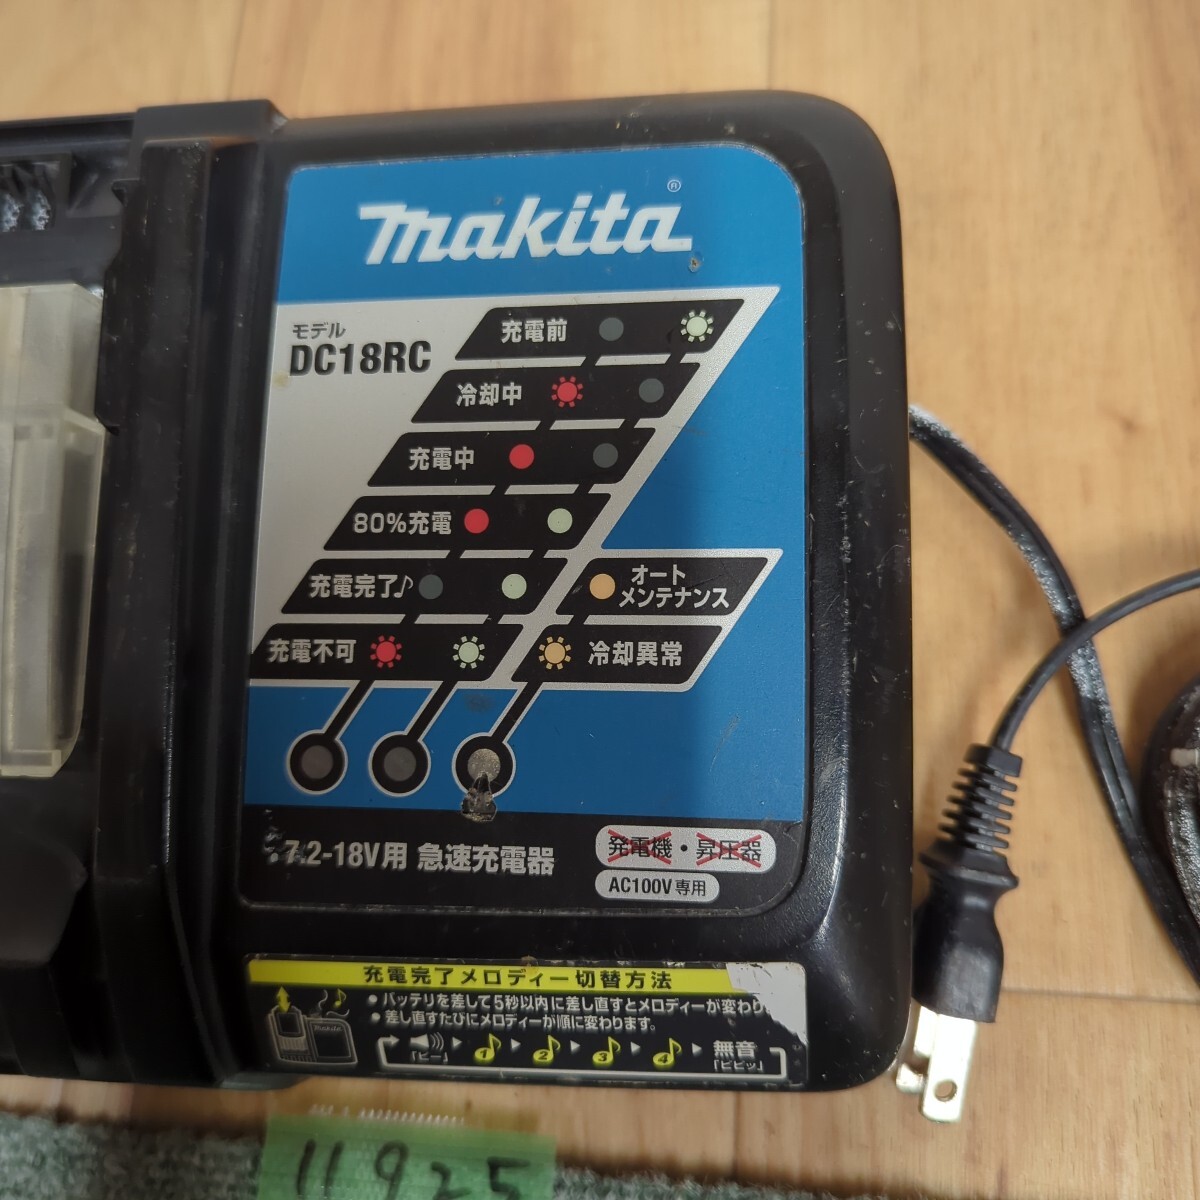 makita®
モデル
DC18RC
充電前
冷却中
充電中
80%充電
充電完了♪
オート
メンテナンス
充電不可
冷却異常
7.2-18V用 急速充電器
発電機・昇圧器
AC100V専用
充電完了メロディー切替方法
●バッテリを差して5秒以内に差し直すとメロディーが変わり
●差し直すたびにメロディーが順に変わります。
makita
「ピー」
1 2 3 4
無音
「ピピッ」
11925